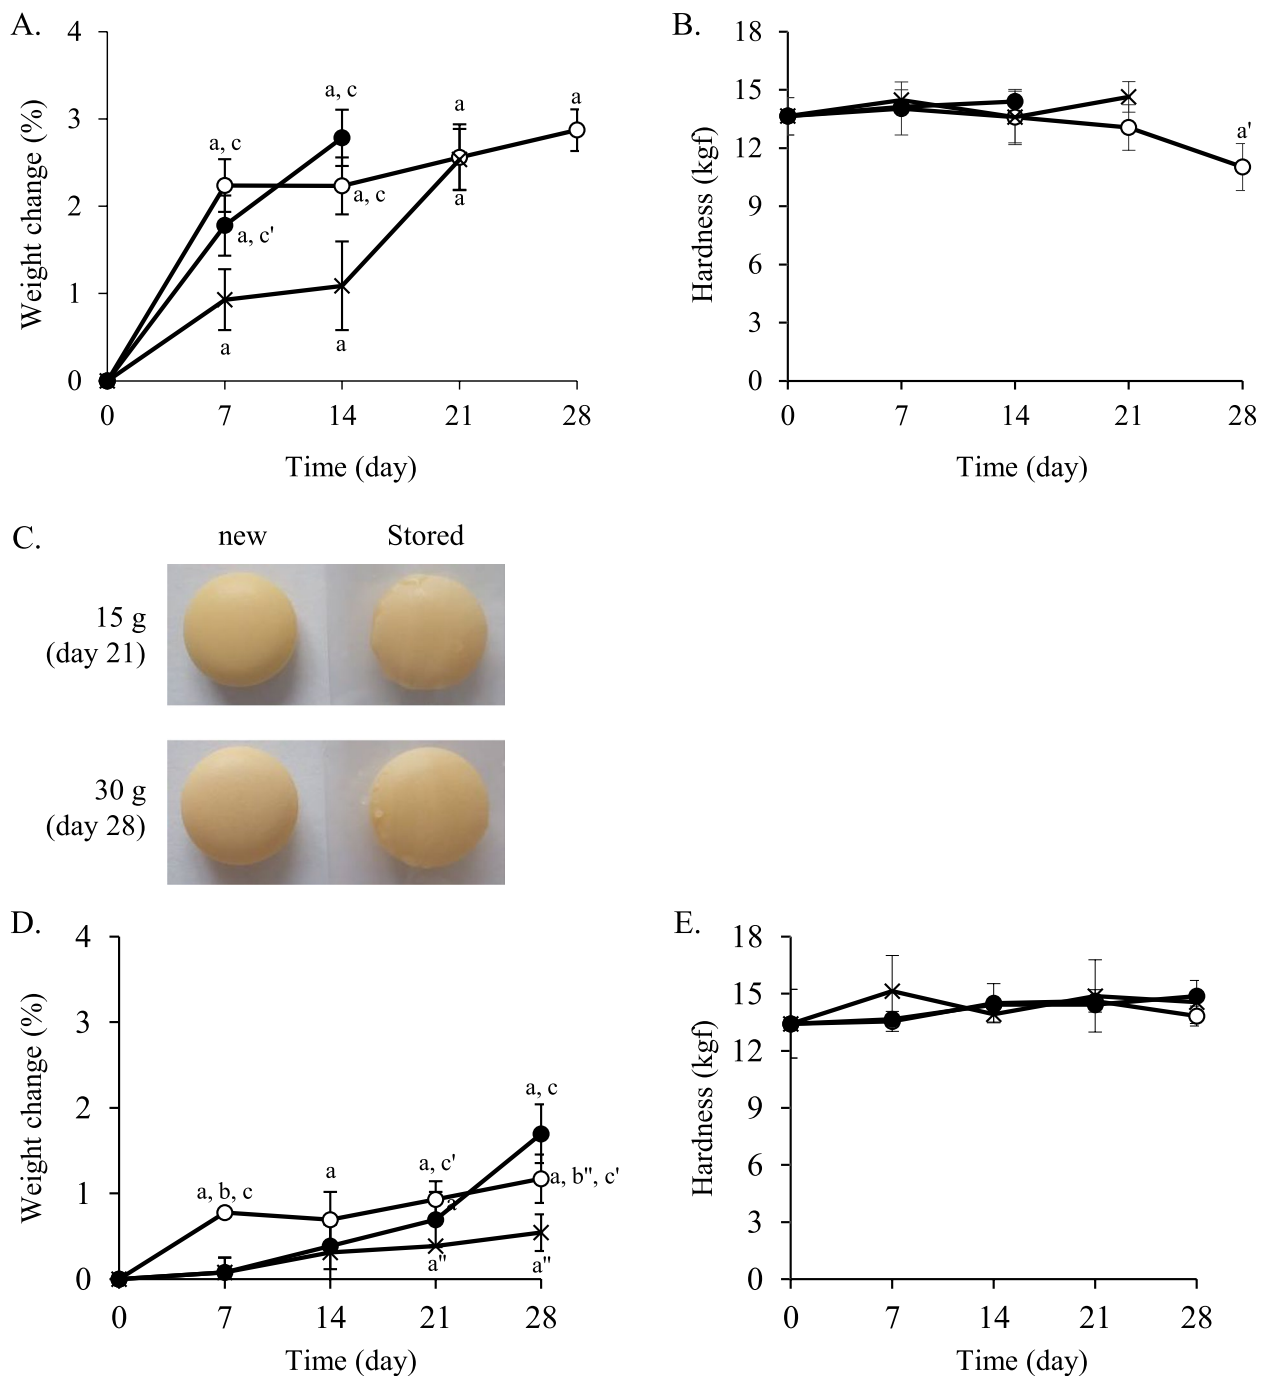 A.
Weight change (%)
4
3
2
1
0
a, c
a, c'
a
a, c
a, c
a
a
a
a
0 7 14 21 28
Time (day)
B.
Hardness (kgf)
18
15
12
9
6
3
0
a'
0 7 14 21 28
Time (day)
C.
new Stored
15 g
(day 21)
30 g
(day 28)
D.
Weight change (%)
4
3
2
1
0
a, b, c
a
a, c'
a
a''
a, c
a, b'', c'
a''
0 7 14 21 28
Time (day)
E.
Hardness (kgf)
18
15
12
9
6
3
0
0 7 14 21 28
Time (day)